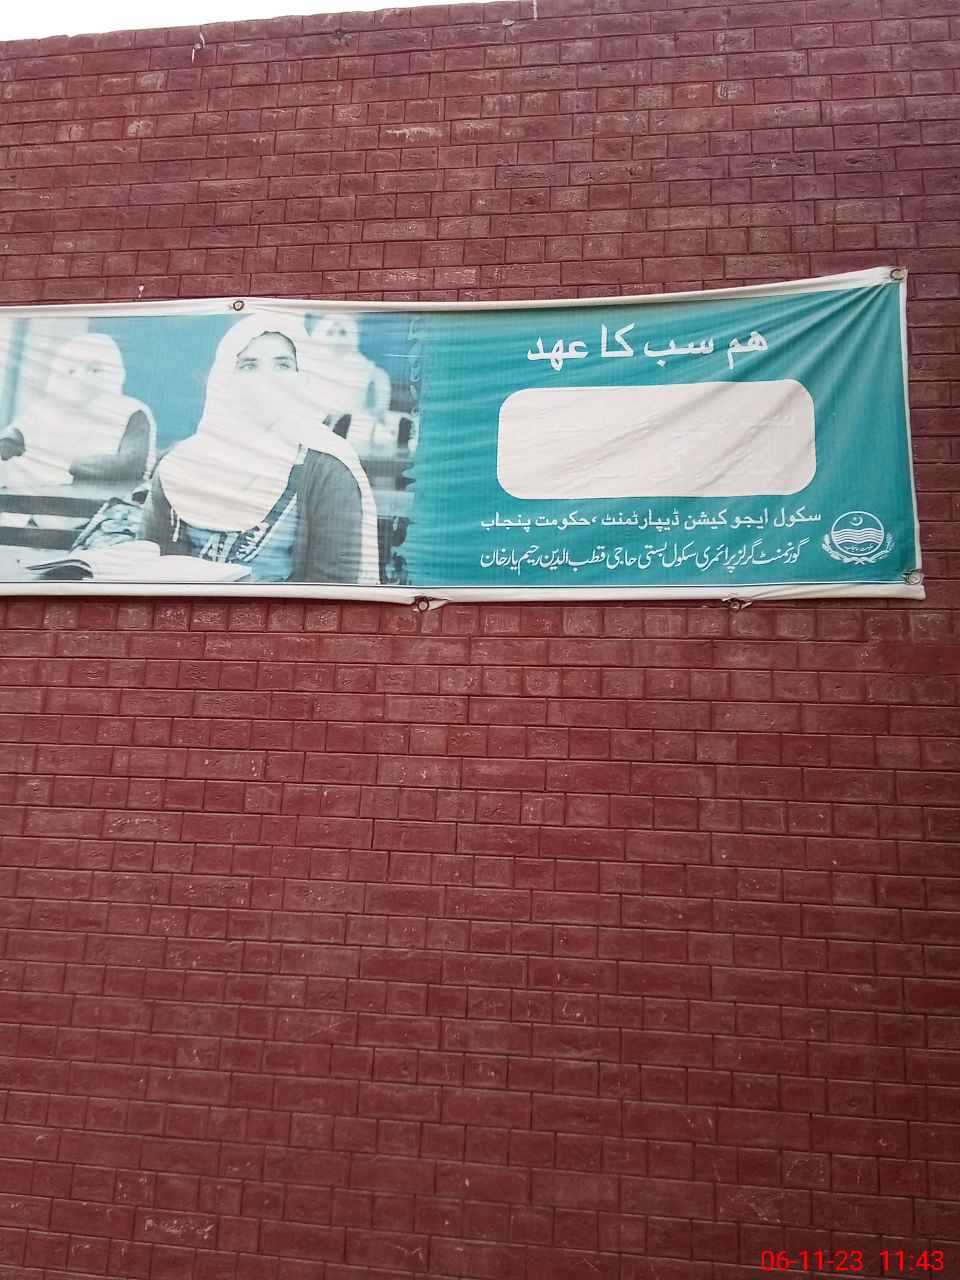 ہم سب کا عہد
سکول ایجوکیشن ڈیپارٹمنٹ، حکومت پنجاب
گورنمنٹ گرلز پرائمری سکول بستی حاجی قطب الدین رحیم یارخان
06-11-23 11:43